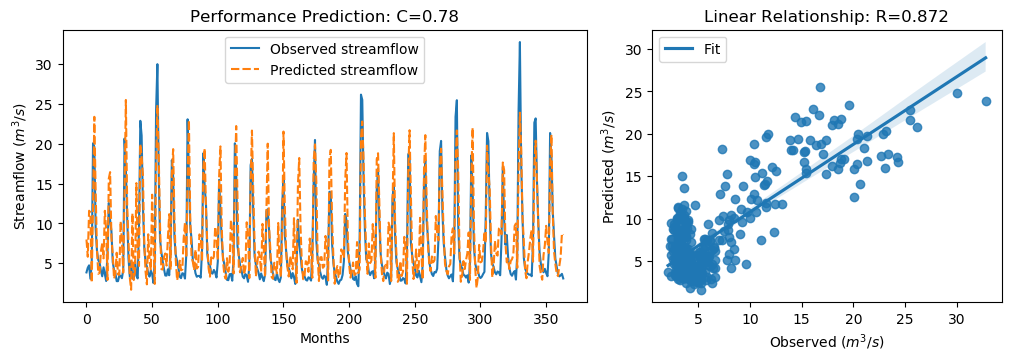 Performance Prediction: C=0.78
Observed streamflow
Predicted streamflow
Streamflow (m³/s)
30
25
20
15
10
5
0
50
100
150
200
250
300
350
Months
Linear Relationship: R=0.872
Fit
Predicted (m³/s)
30
25
20
15
10
5
5
10
15
20
25
30
Observed (m³/s)